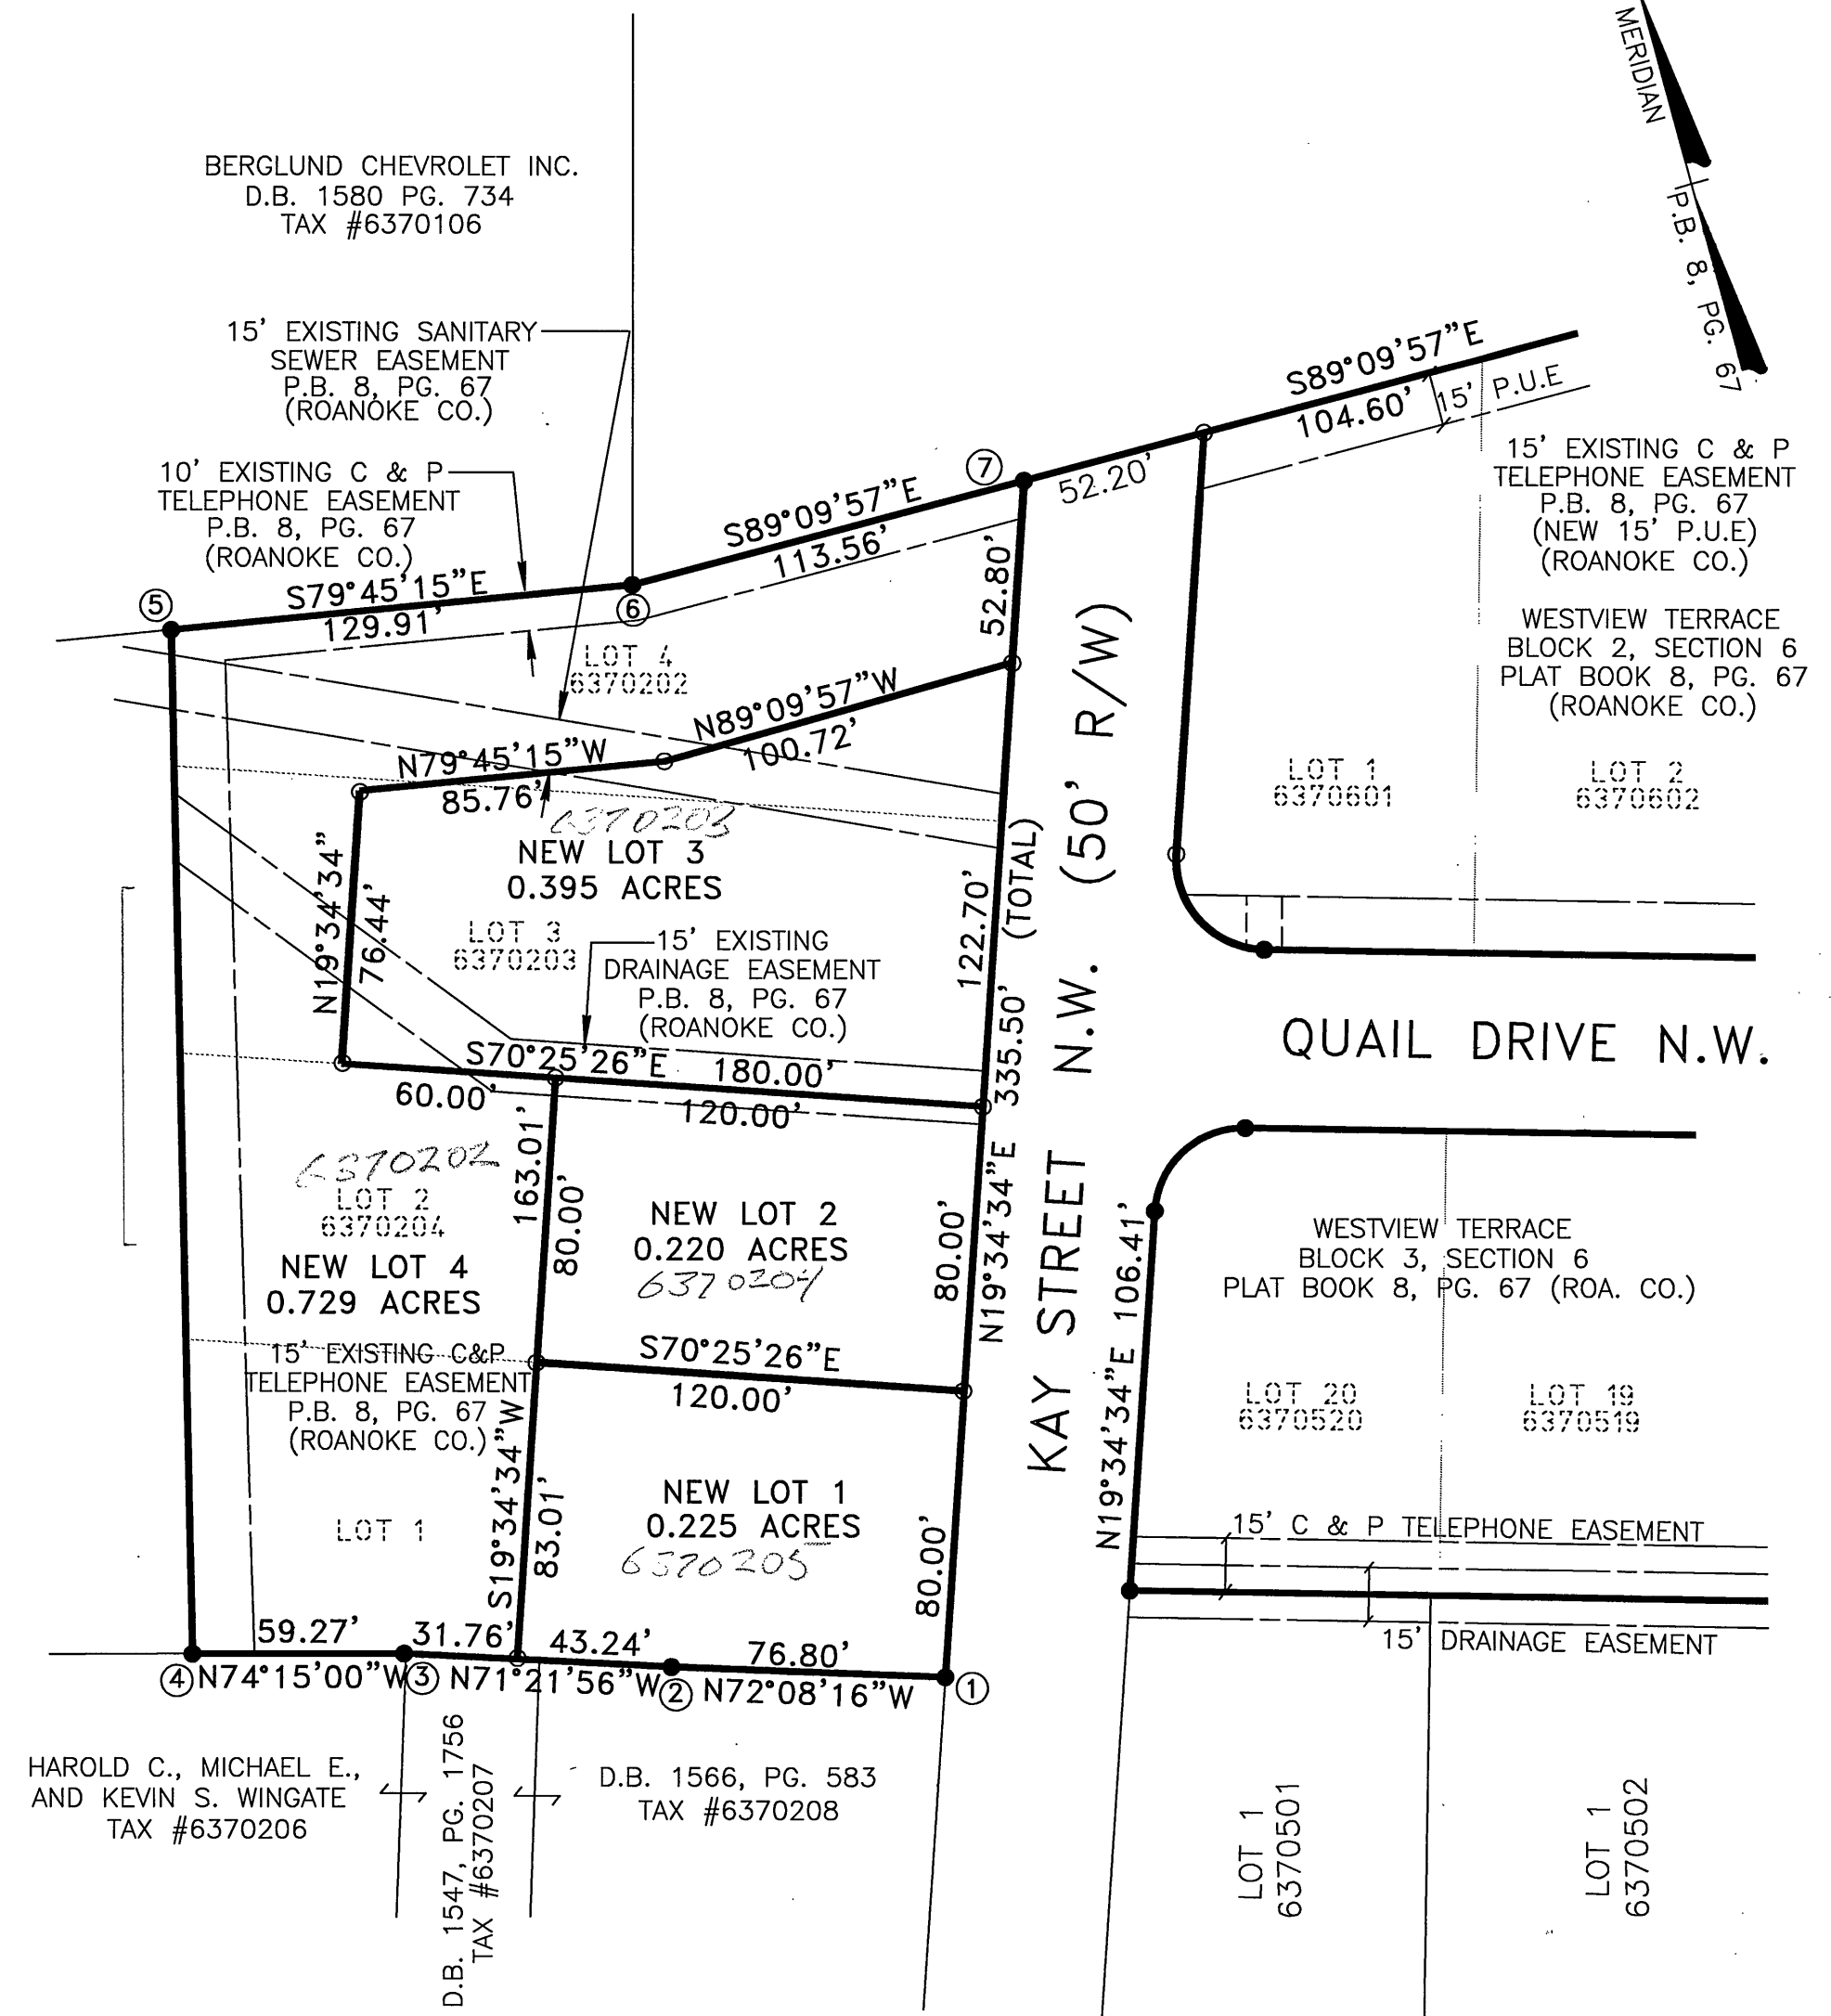 MERIDIAN
P.B. 8, PG. 67
BERGLUND CHEVROLET INC.
D.B. 1580 PG. 734
TAX #6370106
15' EXISTING SANITARY
SEWER EASEMENT
P.B. 8, PG. 67
(ROANOKE CO.)
10' EXISTING C & P
TELEPHONE EASEMENT
P.B. 8, PG. 67
(ROANOKE CO.)
S89°09'57"E
104.60'
15' P.U.E
15' EXISTING C & P
TELEPHONE EASEMENT
P.B. 8, PG. 67
(NEW 15' P.U.E)
(ROANOKE CO.)
WESTVIEW TERRACE
BLOCK 2, SECTION 6
PLAT BOOK 8, PG. 67
(ROANOKE CO.)
7
52.20'
S89°09'57"E
113.56'
52.80'
5
S79°45'15"E
129.91'
6
LOT 4
6370202
N89°09'57"W
100.72'
N79°45'15"W
85.76'
6370203
NEW LOT 3
0.395 ACRES
LOT 3
6370203
N19°34'34"
76.44'
15' EXISTING
DRAINAGE EASEMENT
P.B. 8, PG. 67
(ROANOKE CO.)
122.70'
335.50' (TOTAL)
N19°34'34"E
KAY STREET N.W. (50' R/W)
LOT 1
6370601
LOT 2
6370602
QUAIL DRIVE N.W.
S70°25'26"E
180.00'
60.00'
120.00'
163.01'
80.00'
6370202
LOT 2
6370204
NEW LOT 4
0.729 ACRES
NEW LOT 2
0.220 ACRES
6370204
80.00'
N19°34'34"E 106.41'
WESTVIEW TERRACE
BLOCK 3, SECTION 6
PLAT BOOK 8, PG. 67 (ROA. CO.)
15' EXISTING C&P
TELEPHONE EASEMENT
P.B. 8, PG. 67
(ROANOKE CO.)
S70°25'26"E
120.00'
LOT 20
6370520
LOT 19
6370519
S19°34'34"W
83.01'
NEW LOT 1
0.225 ACRES
6370205
80.00'
LOT 1
15' C & P TELEPHONE EASEMENT
15' DRAINAGE EASEMENT
59.27'
31.76'
43.24'
76.80'
4
N74°15'00"W
3
N71°21'56"W
2
N72°08'16"W
1
HAROLD C., MICHAEL E.,
AND KEVIN S. WINGATE
TAX #6370206
D.B. 1547, PG. 1756
TAX #6370207
D.B. 1566, PG. 583
TAX #6370208
LOT 1
6370501
LOT 1
6370502